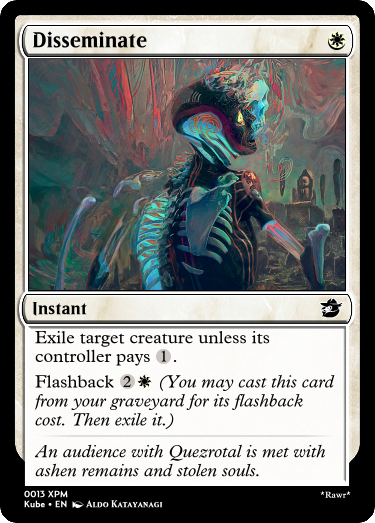 Disseminate
Instant
Exile target creature unless its
controller pays 1.
Flashback 2 (You may cast this card
from your graveyard for its flashback
cost. Then exile it.)
An audience with Quezrotal is met with
ashen remains and stolen souls.
0013 XPM
Kube • EN Aldo Katayanagi
*Rawr*